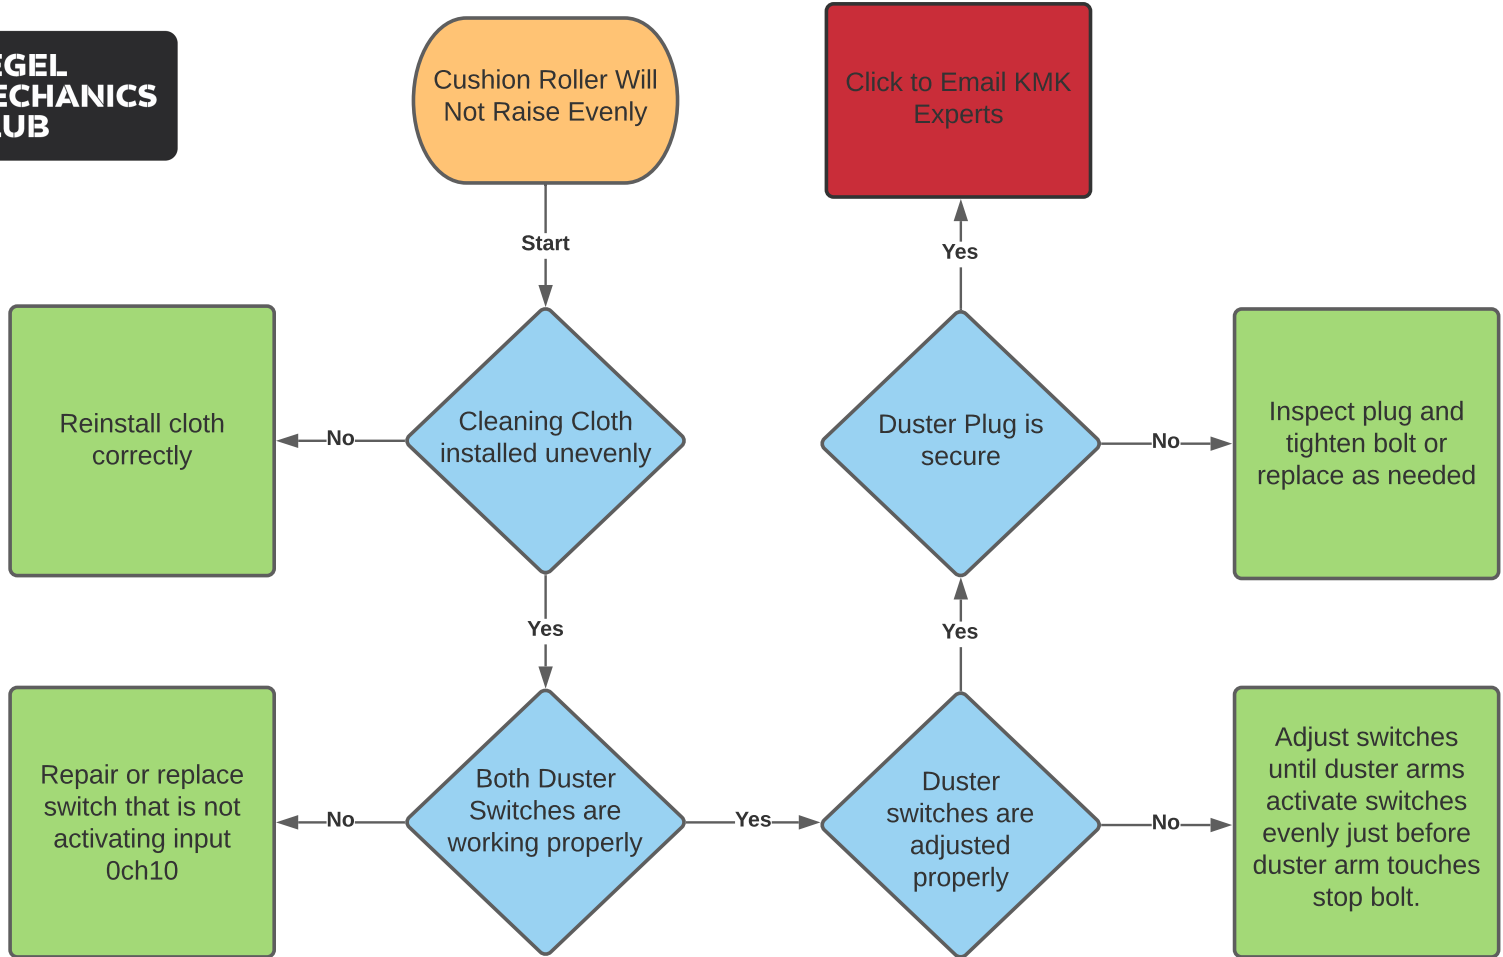 EGEL
ECHANICS
LUB
Cushion Roller Will
Not Raise Evenly
Click to Email KMK
Experts
Start
Yes
Reinstall cloth
correctly
No
Cleaning Cloth
installed unevenly
Duster Plug is
secure
No
Inspect plug and
tighten bolt or
replace as needed
Yes
Yes
Repair or replace
switch that is not
activating input
0ch10
No
Both Duster
Switches are
working properly
Yes
Duster
switches are
adjusted
properly
No
Adjust switches
until duster arms
activate switches
evenly just before
duster arm touches
stop bolt.